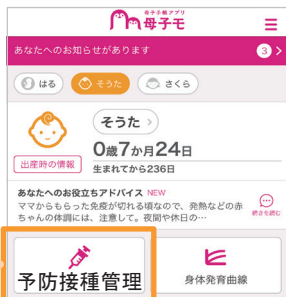 母子手帳アプリ
母子モ
あなたへのお知らせがあります 3 >
はる そうた さくら
そうた >
0歳7か月24日
出産時の情報 生まれてから236日
あなたへのお役立ちアドバイス NEW
ママからもらった免疫が切れる頃なので、発熱などの赤
ちゃんの体調には、注意して。夜間や休日の…
続きを読む
予防接種管理 身体発育曲線